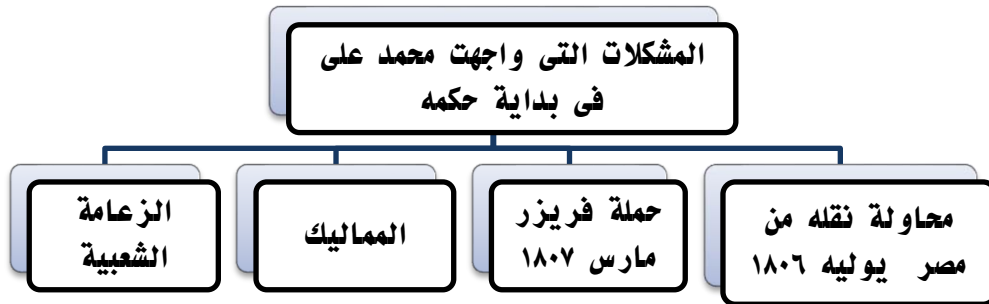 المشكلات التى واجهت محمد على
فى بداية حكمه
محاولة نقله من
مصر يوليه ١٨٠٦
حملة فريزر
مارس ١٨٠٧
المماليك
الزعامة
الشعبية